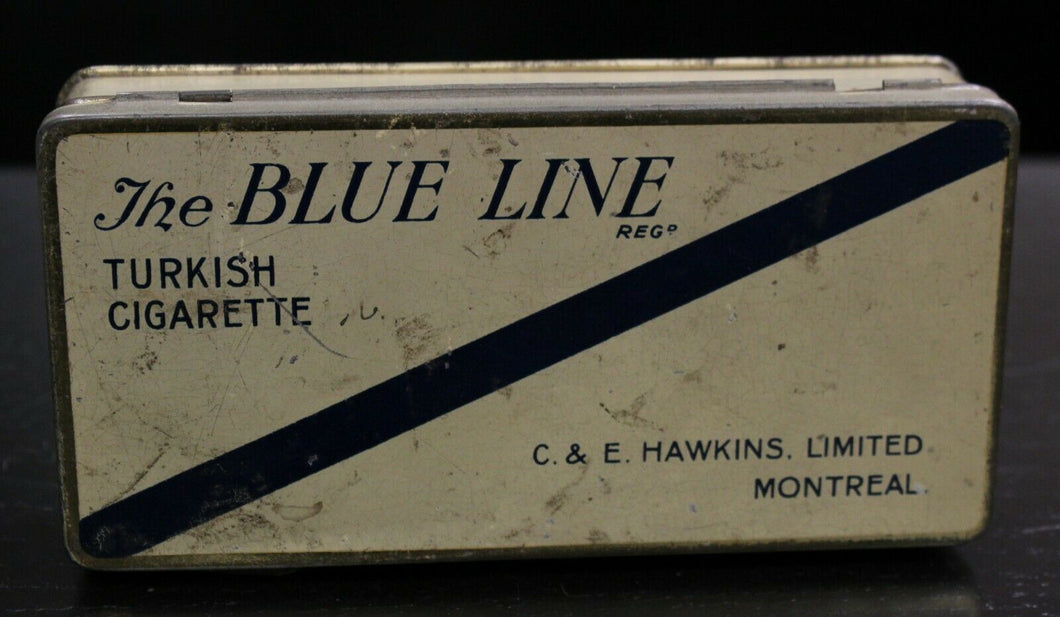 The BLUE LINE
REGD
TURKISH
CIGARETTE
C. & E. HAWKINS, LIMITED
MONTREAL.